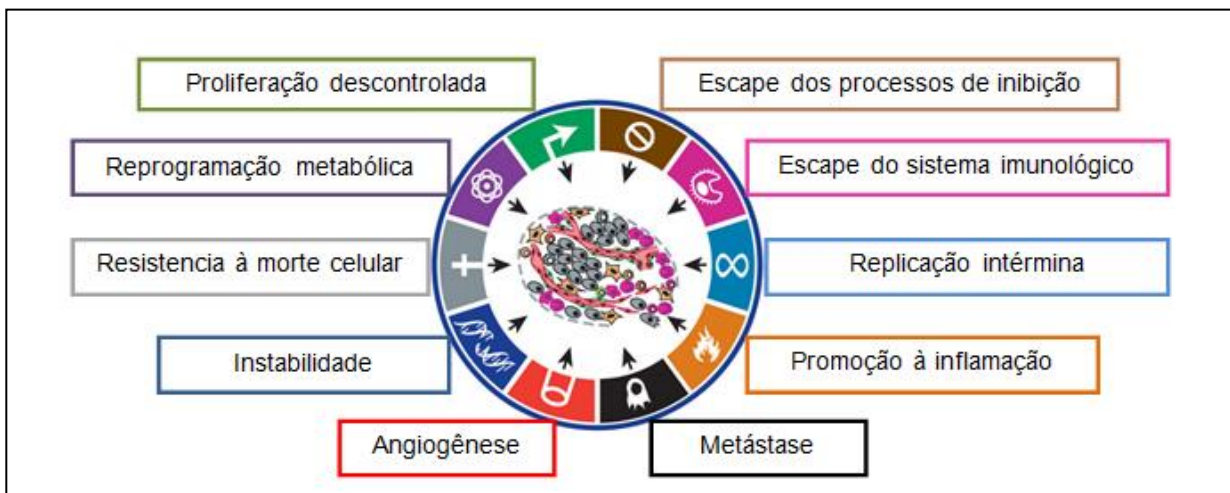 Proliferação descontrolada
Escape dos processos de inibição
Reprogramação metabólica
Escape do sistema imunológico
Resistencia à morte celular
Replicação intérmina
Instabilidade
Promoção à inflamação
Angiogênese
Metástase